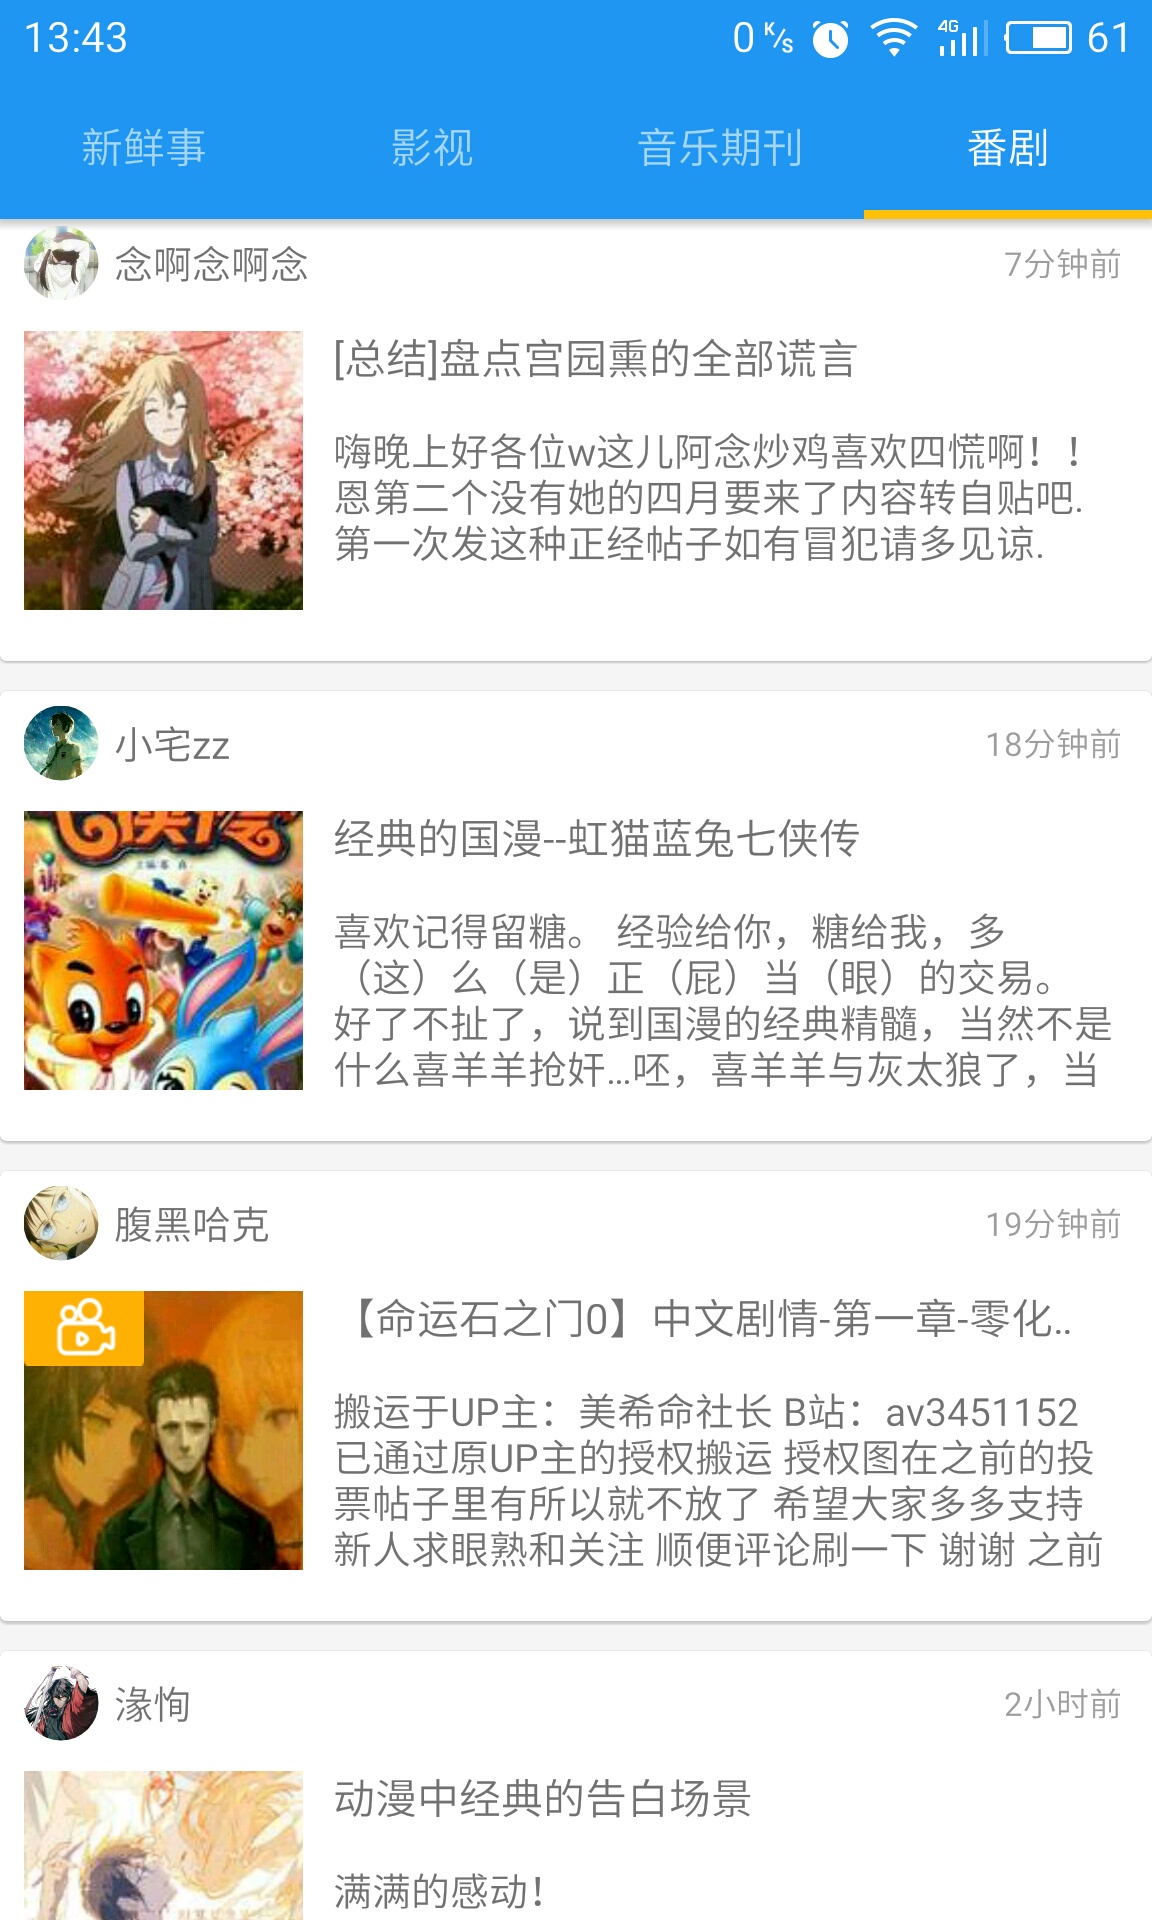 13:43
0 K/s
4G
61
新鲜事
影视
音乐期刊
番剧
念啊念啊念
7分钟前
[总结]盘点宫园熏的全部谎言
嗨晚上好各位w这儿阿念炒鸡喜欢四慌啊！！
恩第二个没有她的四月要来了内容转自贴吧.
第一次发这种正经帖子如有冒犯请多见谅.
小宅zz
18分钟前
经典的国漫--虹猫蓝兔七侠传
喜欢记得留糖。 经验给你，糖给我，多
（这）么（是）正（屁）当（眼）的交易。
好了不扯了，说到国漫的经典精髓，当然不是
什么喜羊羊抢奸...呸，喜羊羊与灰太狼了，当
腹黑哈克
19分钟前
【命运石之门0】中文剧情-第一章-零化..
搬运于UP主：美希命社长 B站：av3451152
已通过原UP主的授权搬运 授权图在之前的投
票帖子里有所以就不放了 希望大家多多支持
新人求眼熟和关注 顺便评论刷一下 谢谢 之前
湪恂
2小时前
动漫中经典的告白场景
满满的感动！